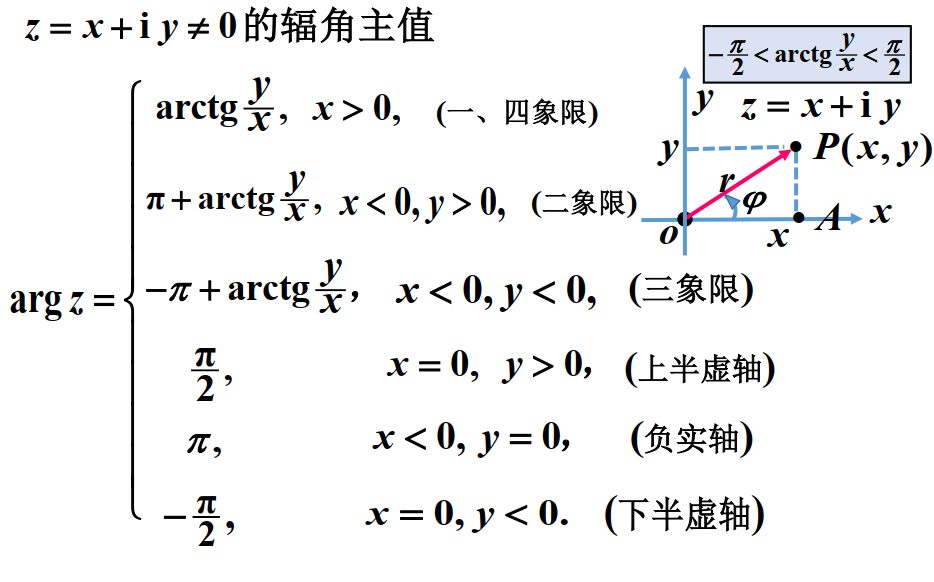 z = x + i y ≠ 0 的辐角主值
arg z =
arctg y/x, x > 0, (一、四象限)
π + arctg y/x, x < 0, y > 0, (二象限)
-π + arctg y/x, x < 0, y < 0, (三象限)
π/2, x = 0, y > 0, (上半虚轴)
π, x < 0, y = 0, (负实轴)
-π/2, x = 0, y < 0. (下半虚轴)
-π/2 < arctg y/x < π/2
y z = x + i y
y P(x, y)
r φ
o x A x